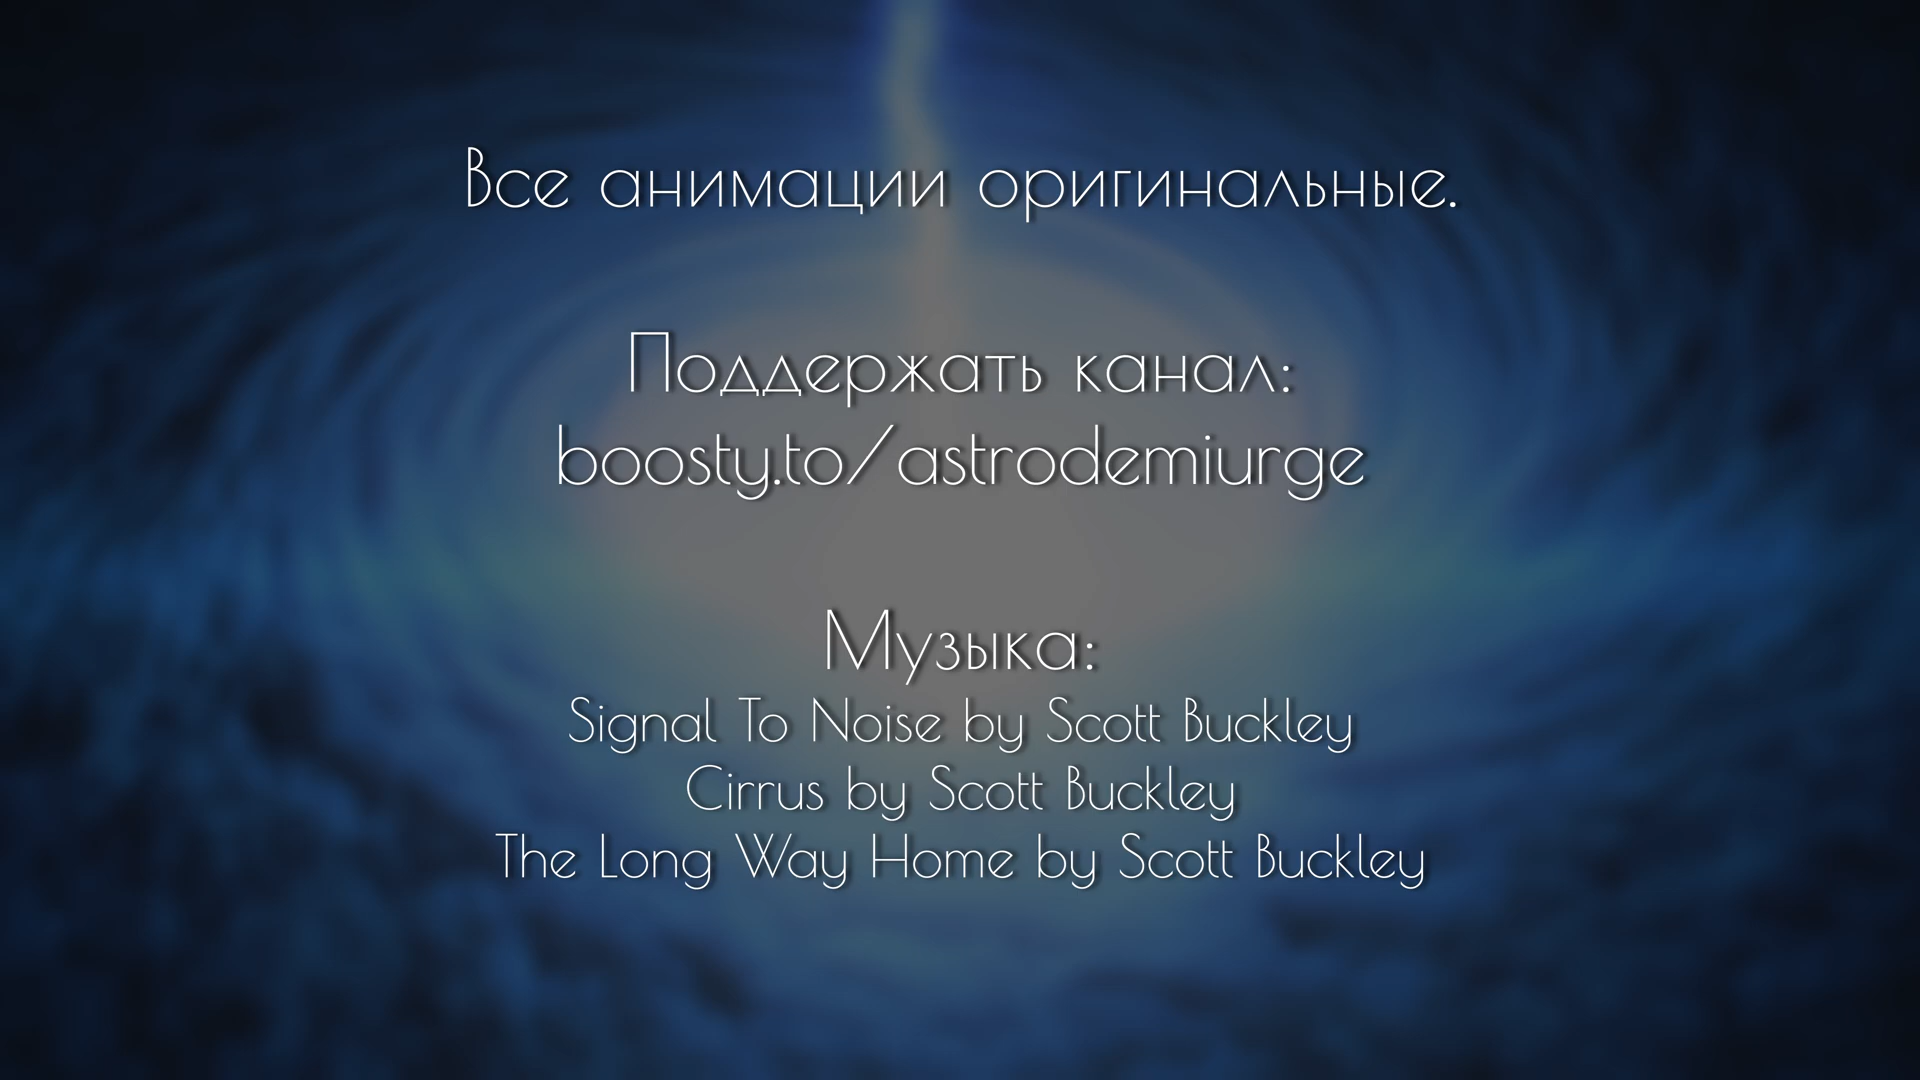 Все анимации оригинальные.
Поддержать канал:
boosty.to/astrodemiurge
Музыка:
Signal To Noise by Scott Buckley
Cirrus by Scott Buckley
The Long Way Home by Scott Buckley